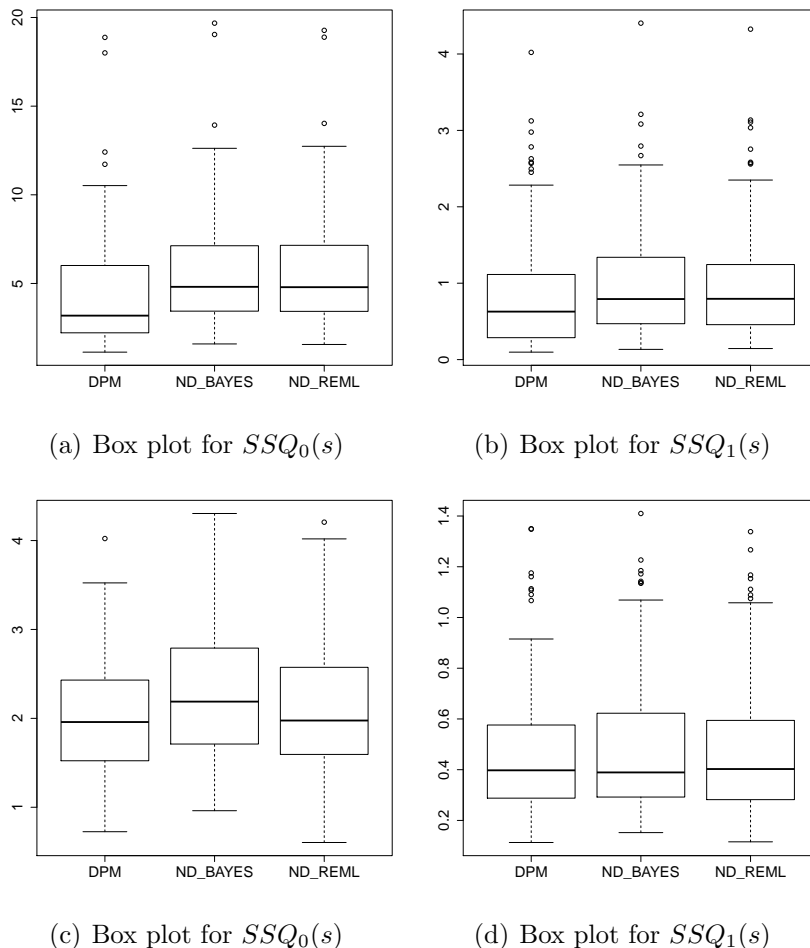 20
15
10
5
DPM ND_BAYES ND_REML
(a) Box plot for SSQ₀(s)
4
3
2
1
0
DPM ND_BAYES ND_REML
(b) Box plot for SSQ₁(s)
4
3
2
1
DPM ND_BAYES ND_REML
(c) Box plot for SSQ₀(s)
1.4
1.2
1.0
0.8
0.6
0.4
0.2
DPM ND_BAYES ND_REML
(d) Box plot for SSQ₁(s)